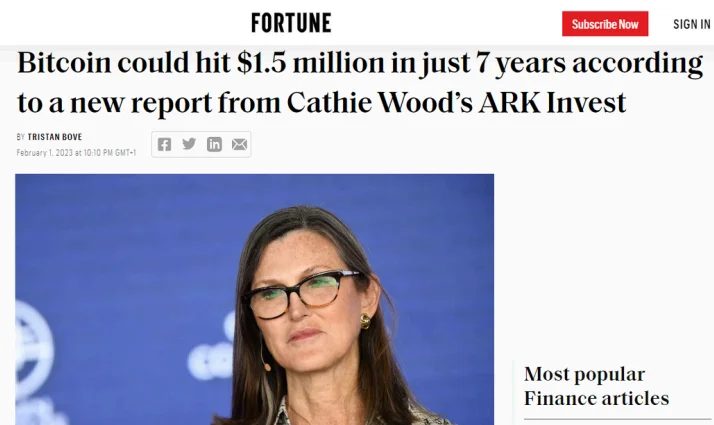 FORTUNE
Subscribe Now
SIGN IN
Bitcoin could hit $1.5 million in just 7 years according
to a new report from Cathie Wood’s ARK Invest
BY TRISTAN BOVE
February 1, 2023 at 10:10 PM GMT+1
Most popular
Finance articles